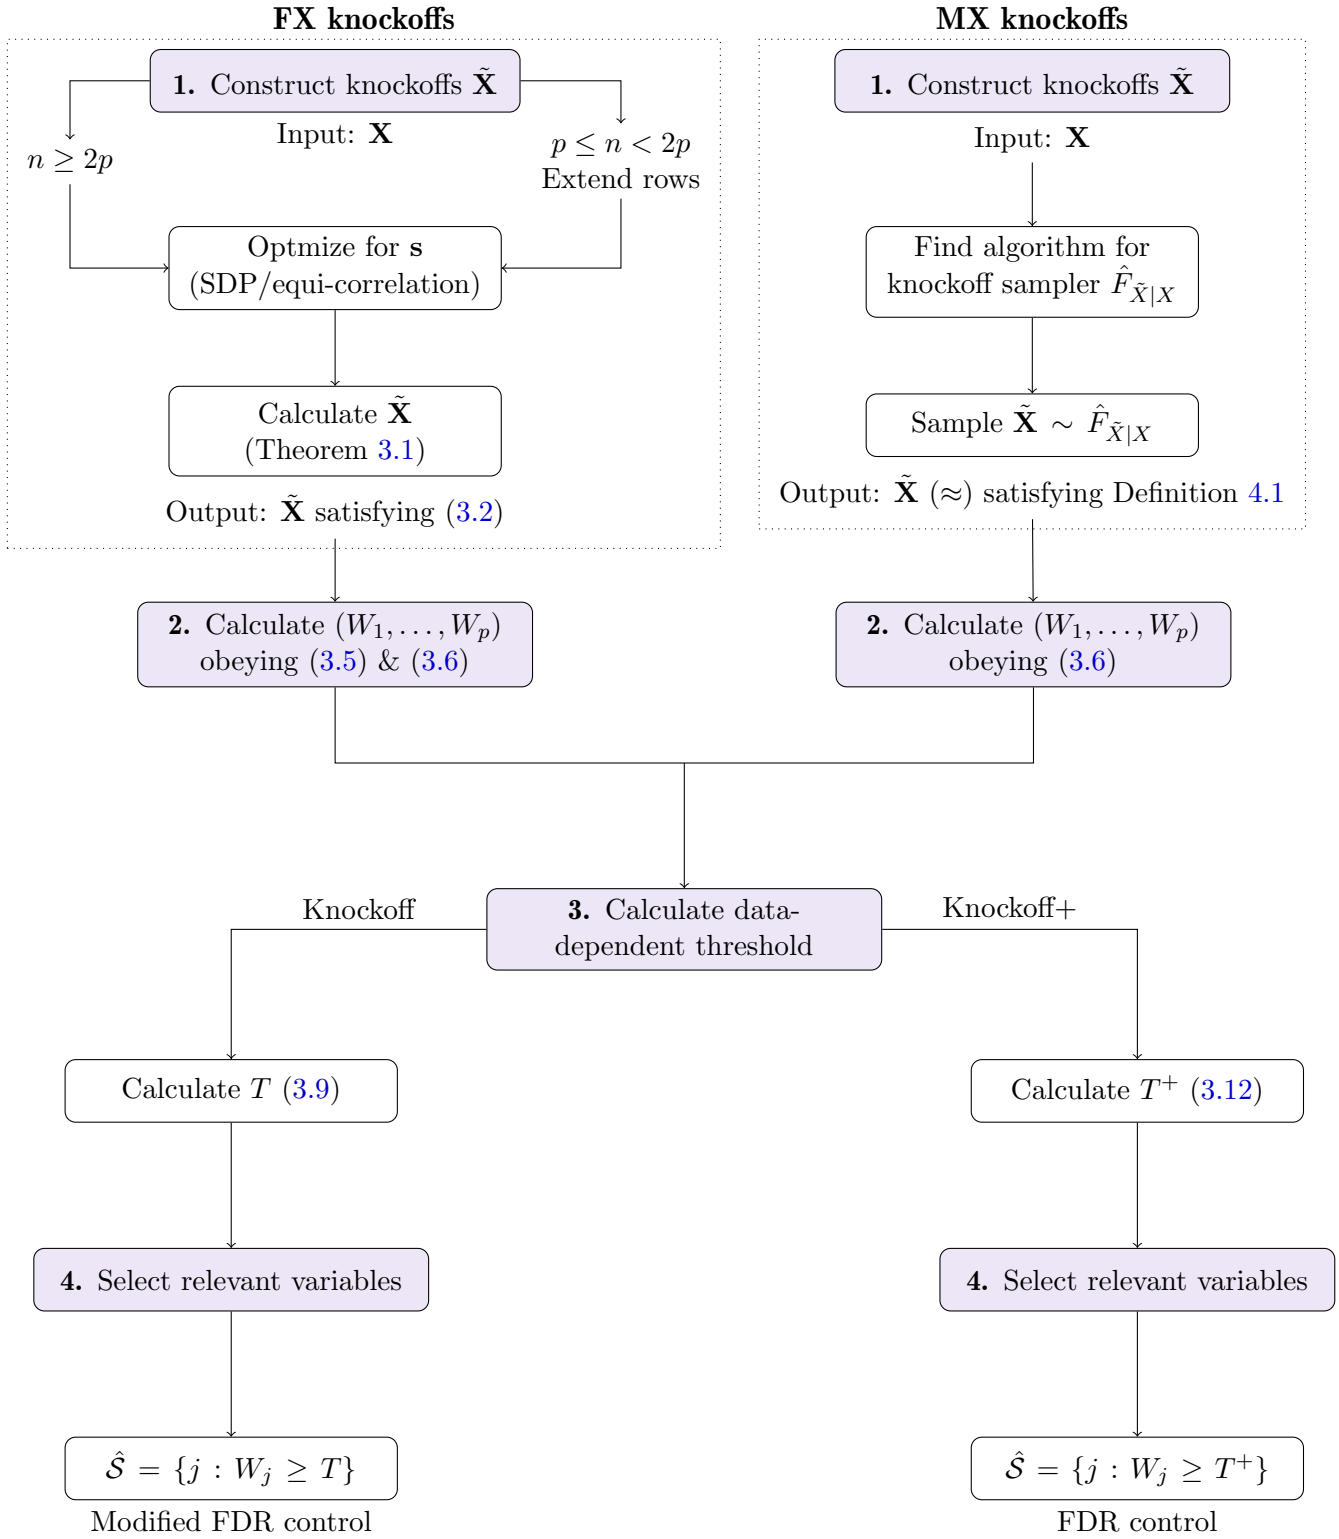 FX knockoffs
1. Construct knockoffs X̃
Input: X
n ≥ 2p
p ≤ n < 2p
Extend rows
Optmize for s
(SDP/equi-correlation)
Calculate X̃
(Theorem 3.1)
Output: X̃ satisfying (3.2)
MX knockoffs
1. Construct knockoffs X̃
Input: X
Find algorithm for
knockoff sampler F̂_{X̃|X}
Sample X̃ ∼ F̂_{X̃|X}
Output: X̃ (≈) satisfying Definition 4.1
2. Calculate (W₁, . . . , Wₚ)
obeying (3.5) & (3.6)
2. Calculate (W₁, . . . , Wₚ)
obeying (3.6)
3. Calculate data-
dependent threshold
Knockoff
Knockoff+
Calculate T (3.9)
Calculate T⁺ (3.12)
4. Select relevant variables
4. Select relevant variables
𝒮̂ = {j : Wⱼ ≥ T}
Modified FDR control
𝒮̂ = {j : Wⱼ ≥ T⁺}
FDR control